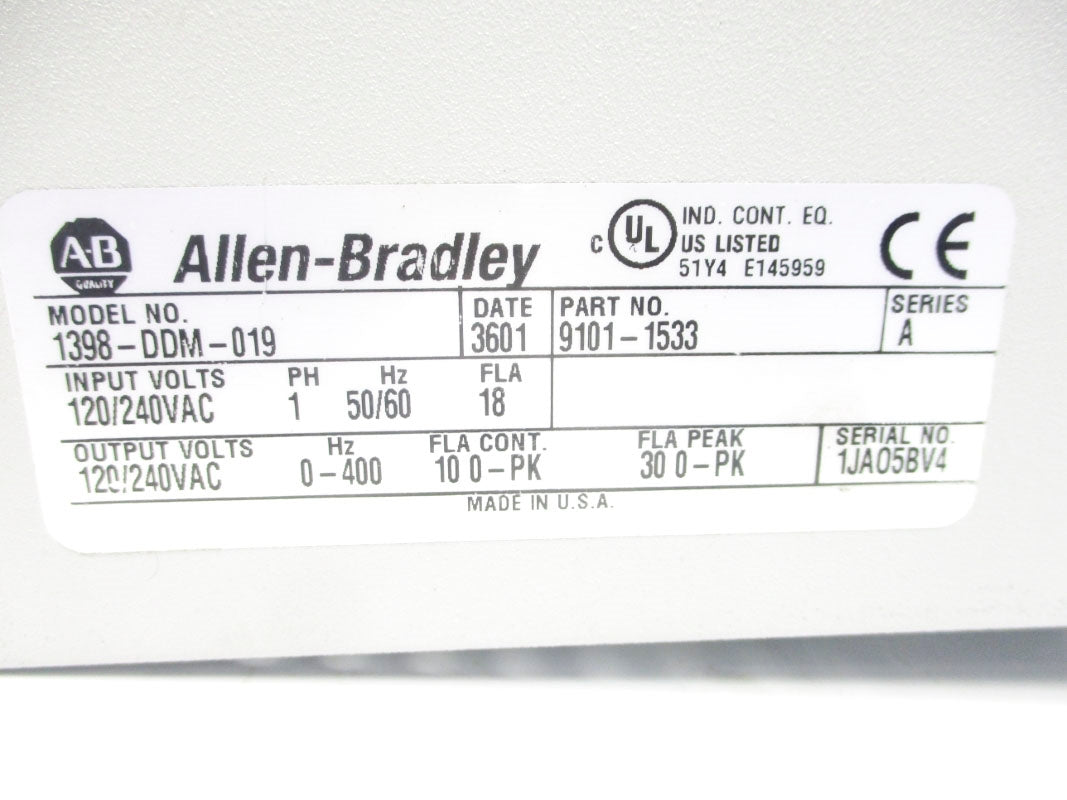 AB QUALITY
Allen-Bradley
C UL IND. CONT. EQ.
US LISTED
51Y4 E145959
CE
MODEL NO. DATE PART NO. SERIES
1398-DDM-019 3601 9101-1533 A
INPUT VOLTS PH Hz FLA
120/240VAC 1 50/60 18
OUTPUT VOLTS Hz FLA CONT. FLA PEAK SERIAL NO.
120/240VAC 0-400 10 0-PK 30 0-PK 1JA05BV4
MADE IN U.S.A.